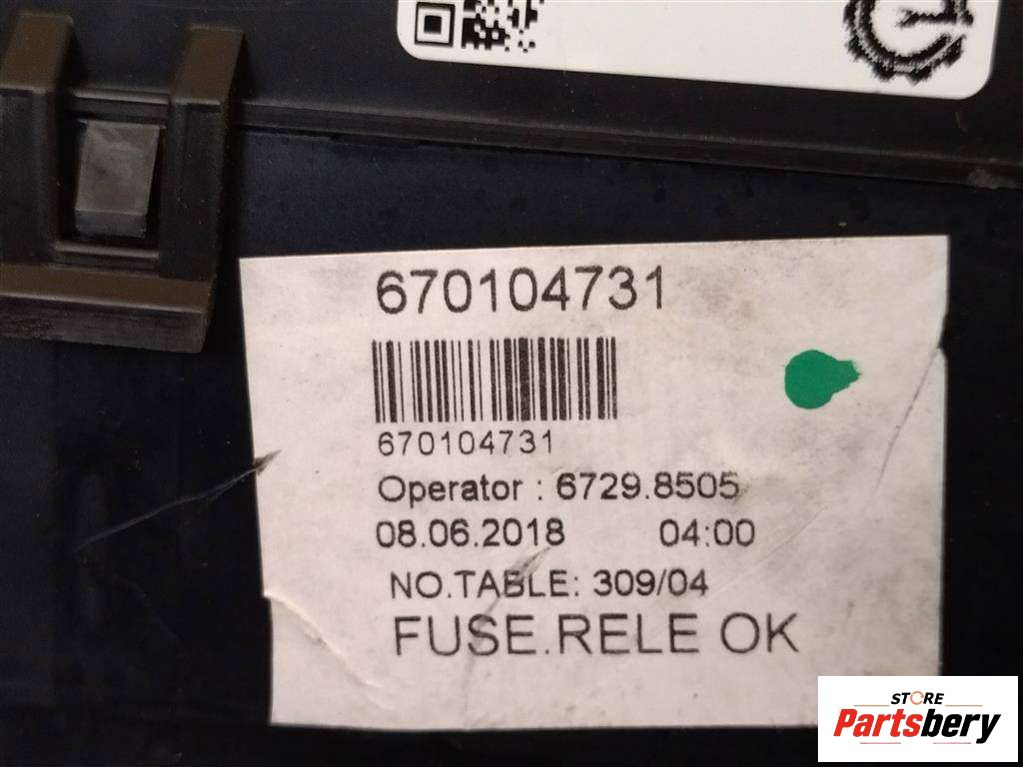 670104731
670104731
Operator : 6729.8505
08.06.2018 04:00
NO.TABLE: 309/04
FUSE.RELE OK
STORE
Partsbery